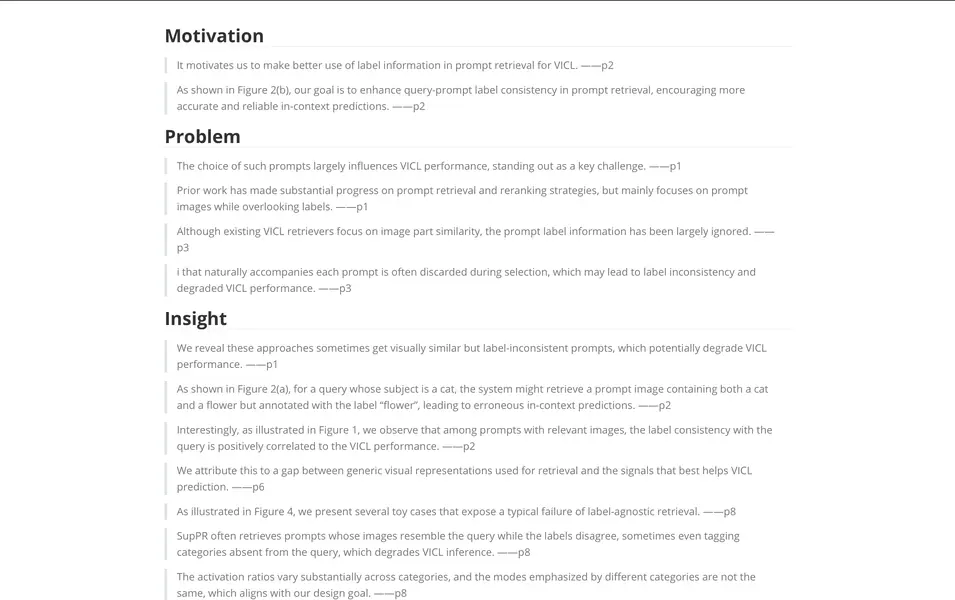 Motivation
It motivates us to make better use of label information in prompt retrieval for VICL. ——p2
As shown in Figure 2(b), our goal is to enhance query-prompt label consistency in prompt retrieval, encouraging more
accurate and reliable in-context predictions. ——p2
Problem
The choice of such prompts largely influences VICL performance, standing out as a key challenge. ——p1
Prior work has made substantial progress on prompt retrieval and reranking strategies, but mainly focuses on prompt
images while overlooking labels. ——p1
Although existing VICL retrievers focus on image part similarity, the prompt label information has been largely ignored. ——
p3
i that naturally accompanies each prompt is often discarded during selection, which may lead to label inconsistency and
degraded VICL performance. ——p3
Insight
We reveal these approaches sometimes get visually similar but label-inconsistent prompts, which potentially degrade VICL
performance. ——p1
As shown in Figure 2(a), for a query whose subject is a cat, the system might retrieve a prompt image containing both a cat
and a flower but annotated with the label “flower”, leading to erroneous in-context predictions. ——p2
Interestingly, as illustrated in Figure 1, we observe that among prompts with relevant images, the label consistency with the
query is positively correlated to the VICL performance. ——p2
We attribute this to a gap between generic visual representations used for retrieval and the signals that best helps VICL
prediction. ——p6
As illustrated in Figure 4, we present several toy cases that expose a typical failure of label-agnostic retrieval. ——p8
SupPR often retrieves prompts whose images resemble the query while the labels disagree, sometimes even tagging
categories absent from the query, which degrades VICL inference. ——p8
The activation ratios vary substantially across categories, and the modes emphasized by different categories are not the
same, which aligns with our design goal. ——p8